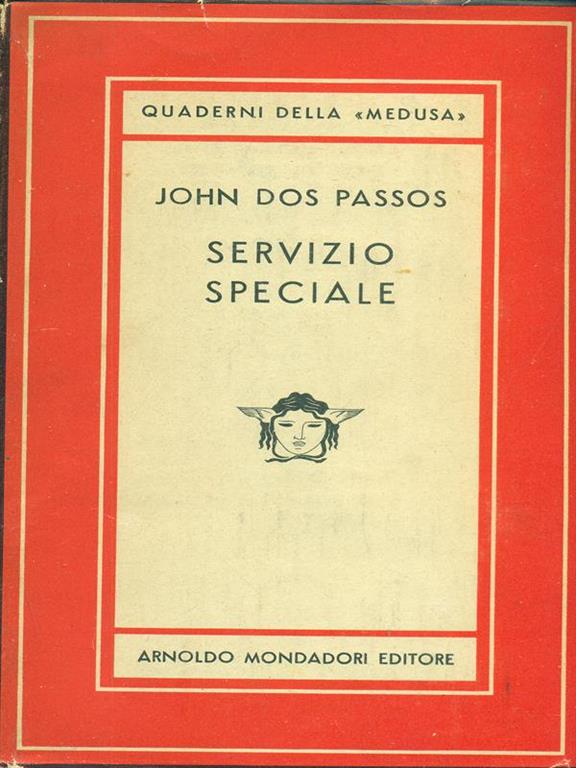 QUADERNI DELLA «MEDUSA»
JOHN DOS PASSOS
SERVIZIO
SPECIALE
ARNOLDO MONDADORI EDITORE